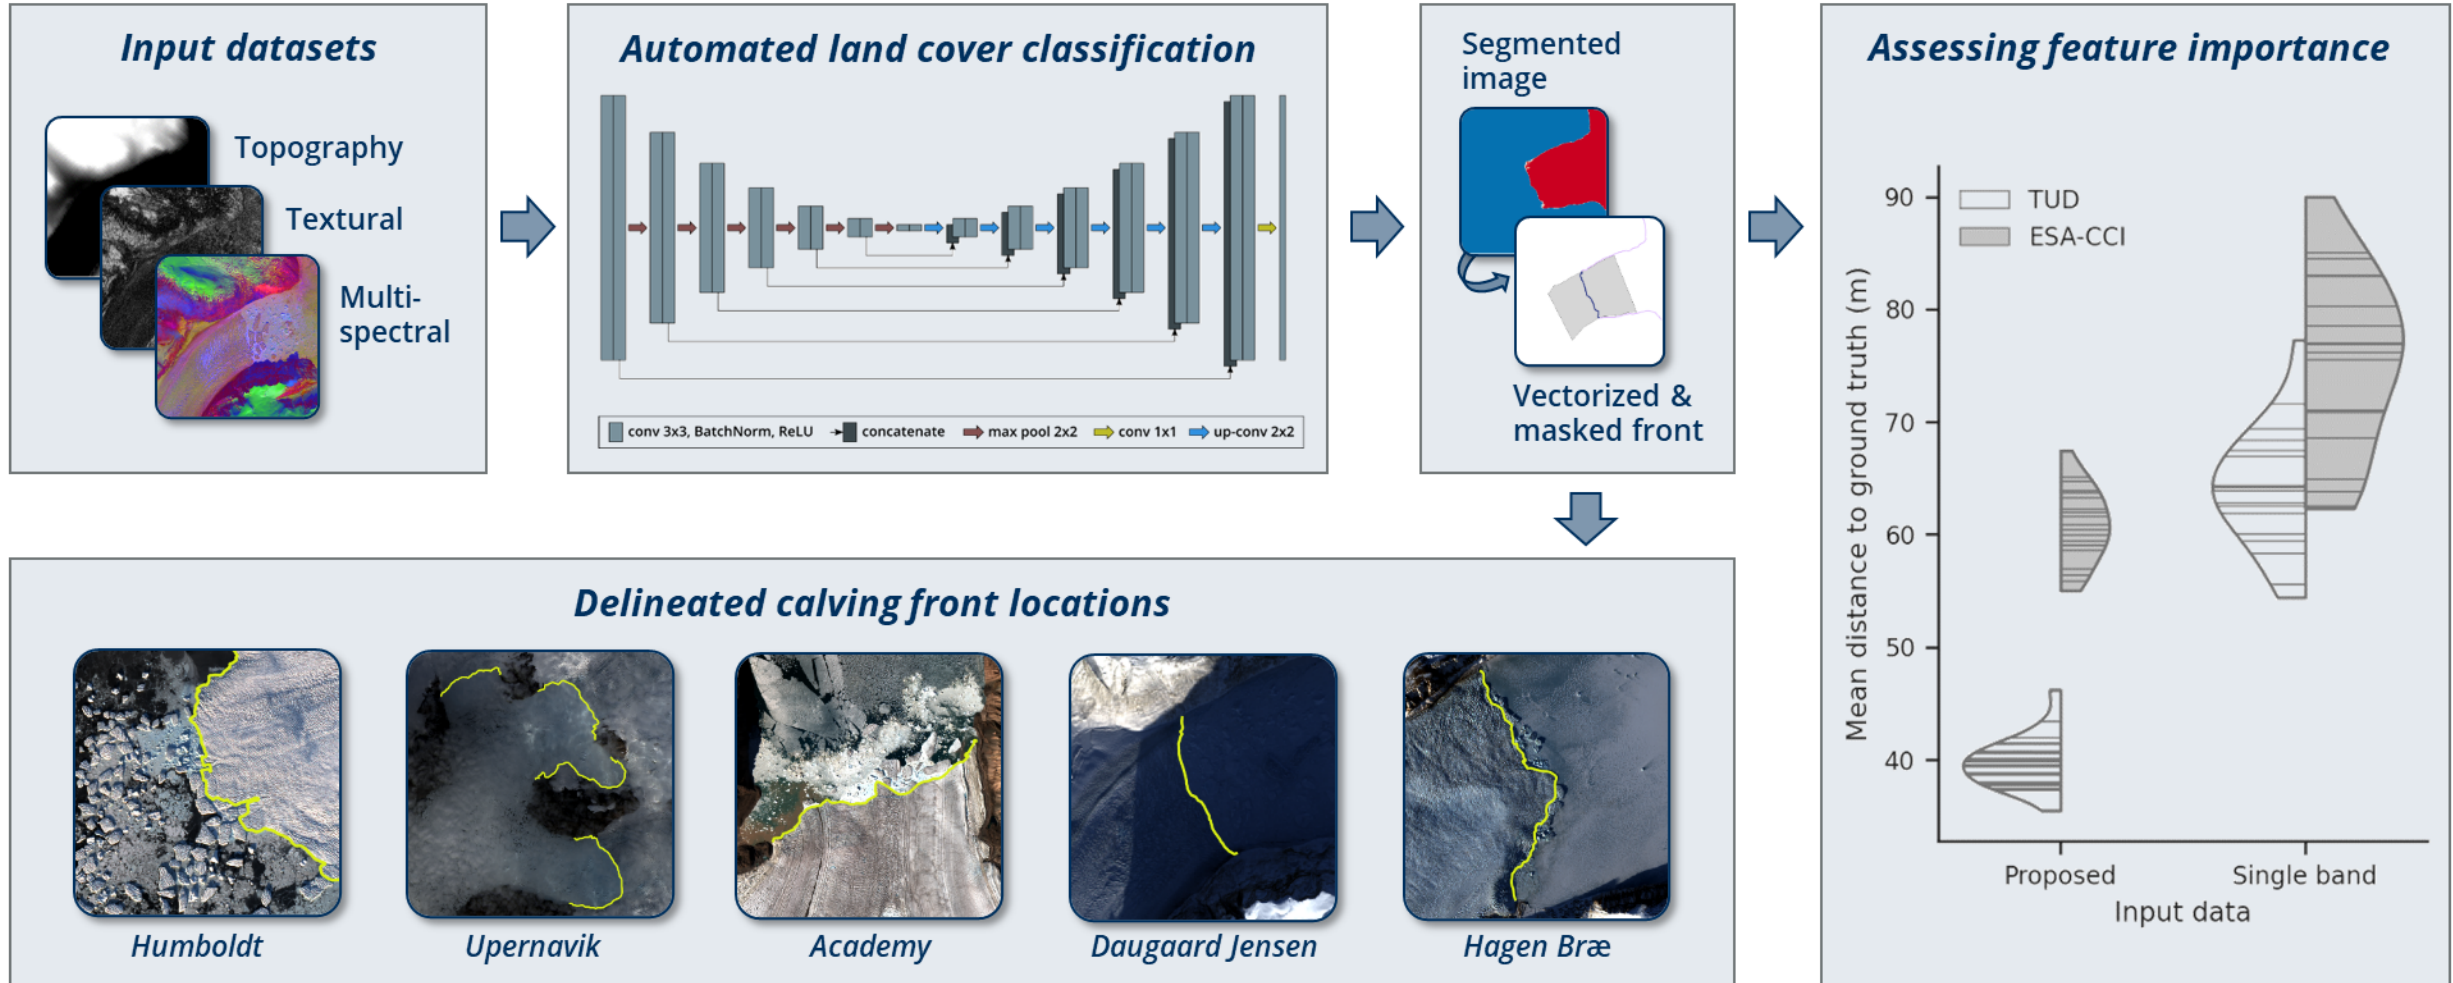 Input datasets
Topography
Textural
Multi-
spectral
Automated land cover classification
conv 3x3, BatchNorm, ReLU
concatenate
max pool 2x2
conv 1x1
up-conv 2x2
Segmented
image
Vectorized &
masked front
Assessing feature importance
TUD
ESA-CCI
Mean distance to ground truth (m)
90
80
70
60
50
40
Proposed
Single band
Input data
Delineated calving front locations
Humboldt
Upernavik
Academy
Daugaard Jensen
Hagen Bræ